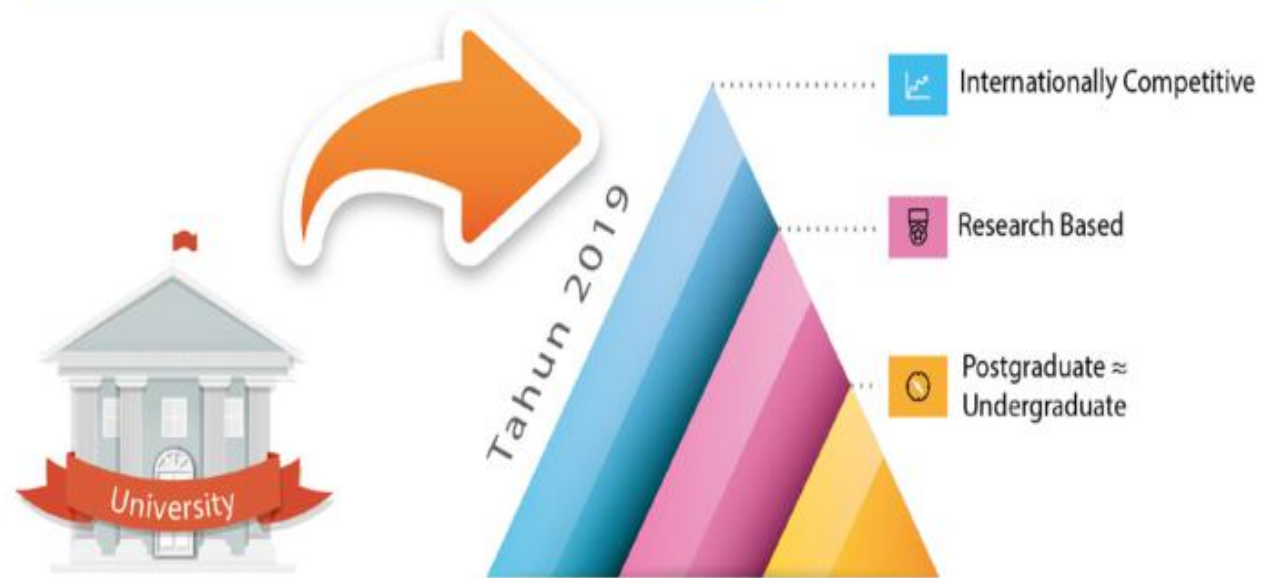 University
Tahun 2019
Internationally Competitive
Research Based
Postgraduate ≈
Undergraduate